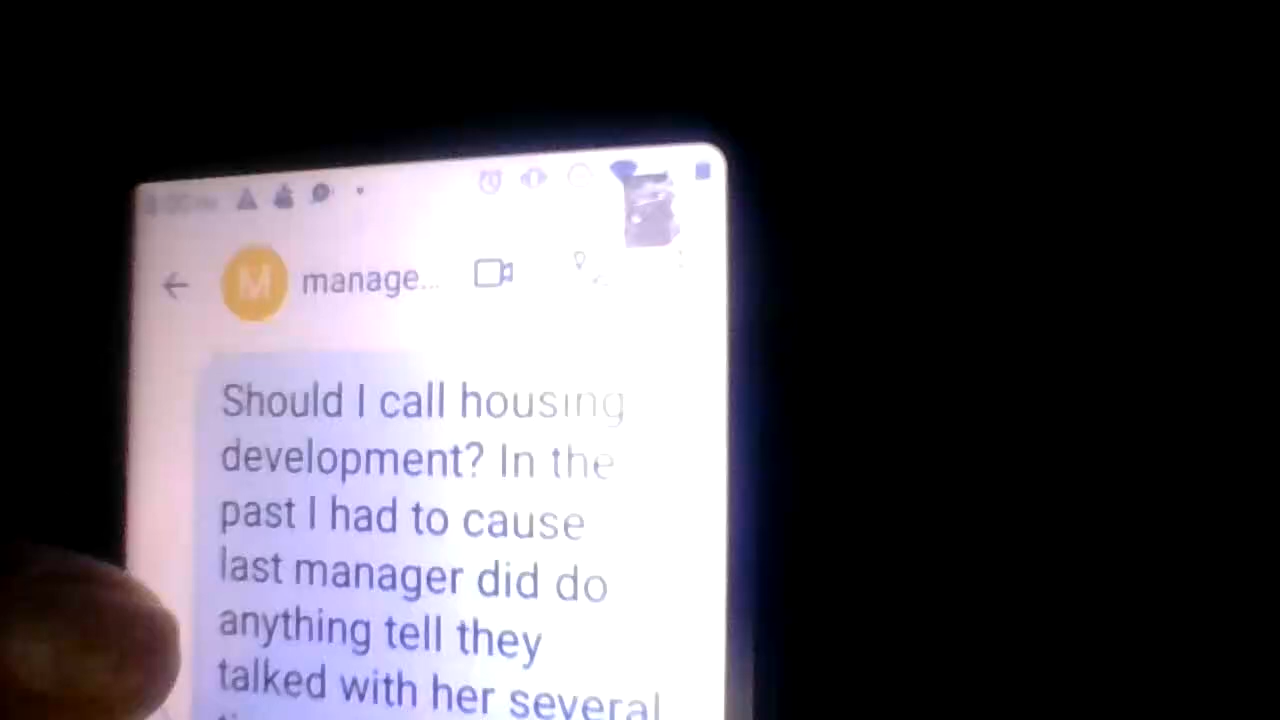 M manage...
Should I call housing
development? In the
past I had to cause
last manager did do
anything tell they
talked with her several